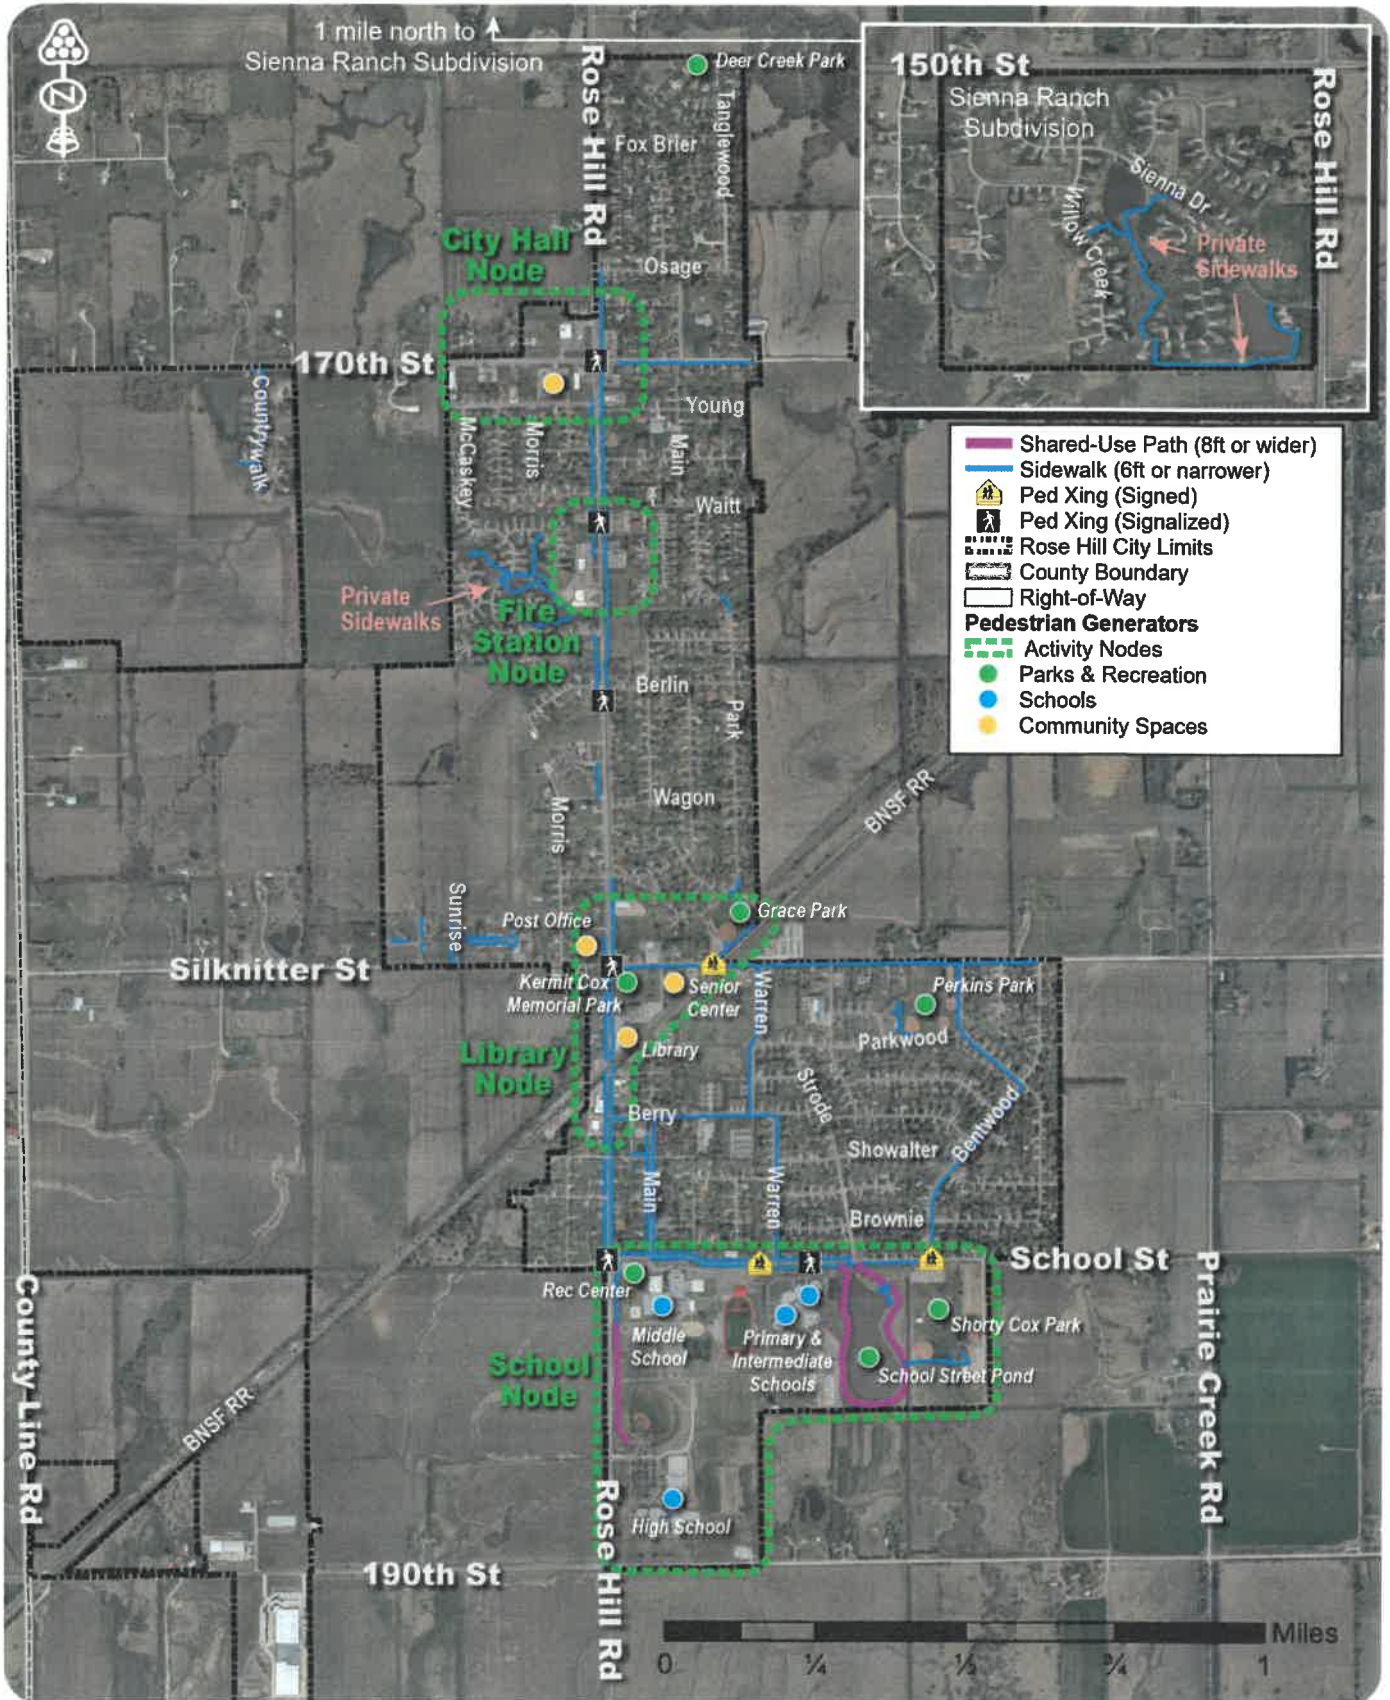 1 mile north to
Sienna Ranch Subdivision
N
Rose Hill Rd
Deer Creek Park
Tanglewood
Fox Brier
150th St
Sienna Ranch
Subdivision
Rose Hill Rd
Sienna Dr
Willow Creek
Private
Sidewalks
City Hall
Node
Osage
170th St
Countrywalk
McCaskey
Morris
Young
Main
Waitt
Shared-Use Path (8ft or wider)
Sidewalk (6ft or narrower)
Ped Xing (Signed)
Ped Xing (Signalized)
Rose Hill City Limits
County Boundary
Right-of-Way
Pedestrian Generators
Activity Nodes
Parks & Recreation
Schools
Community Spaces
Private
Sidewalks
Fire
Station
Node
Berlin
Park
Wagon
Morris
BNSF RR
Sunrise
Post Office
Grace Park
Silknitter St
Kermit Cox
Memorial Park
Senior
Center
Warren
Perkins Park
Parkwood
Library
Library
Node
Strode
Berry
Bentwood
Showalter
Main
Warren
Brownie
School St
Rec Center
Middle
School
Primary &
Intermediate
Schools
Shorty Cox Park
School Street Pond
School
Node
County Line Rd
BNSF RR
Prairie Creek Rd
High School
Rose Hill Rd
190th St
Miles
0 1/4 1/2 3/4 1